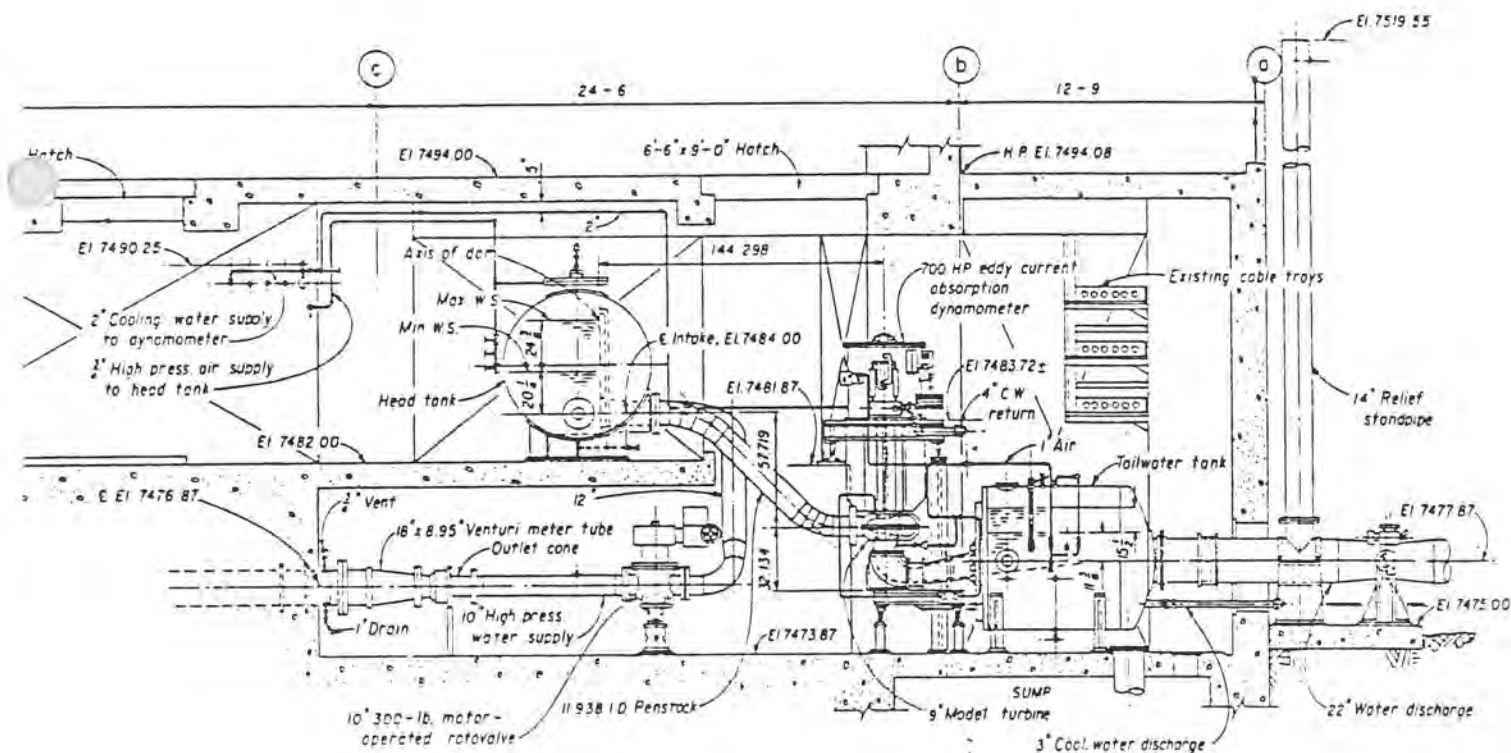 El. 7519.55
c
b
a
24-6
12-9
Hatch
El. 7494.00
5"
6'-6" x 9'-0" Hatch
H.P. El. 7494.08
2"
El. 7490.25
Axis of dam
144.298
700 HP eddy current
absorption
dynamometer
Existing cable trays
Max. W.S.
Min. W.S.
2" Cooling water supply
to dynamometer
℄ Intake, El. 7484.00
El. 7483.72±
High press. air supply
to head tank
Head tank
El. 7481.87
4" C.W.
return
14" Relief
standpipe
El. 7482.00
57.719
1" Air
Tailwater tank
℄ El. 7476.87
Vent
12"
18" x 8.95" Venturi meter tube
Outlet cone
El. 7477.87
32.134
1" Drain
10" High press.
water supply
El. 7473.87
El. 7475.00
10" 300-lb. motor-
operated rotovalve
11.938 I.D. Penstock
SUMP
9" Model turbine
22" Water discharge
3" Cool. water discharge